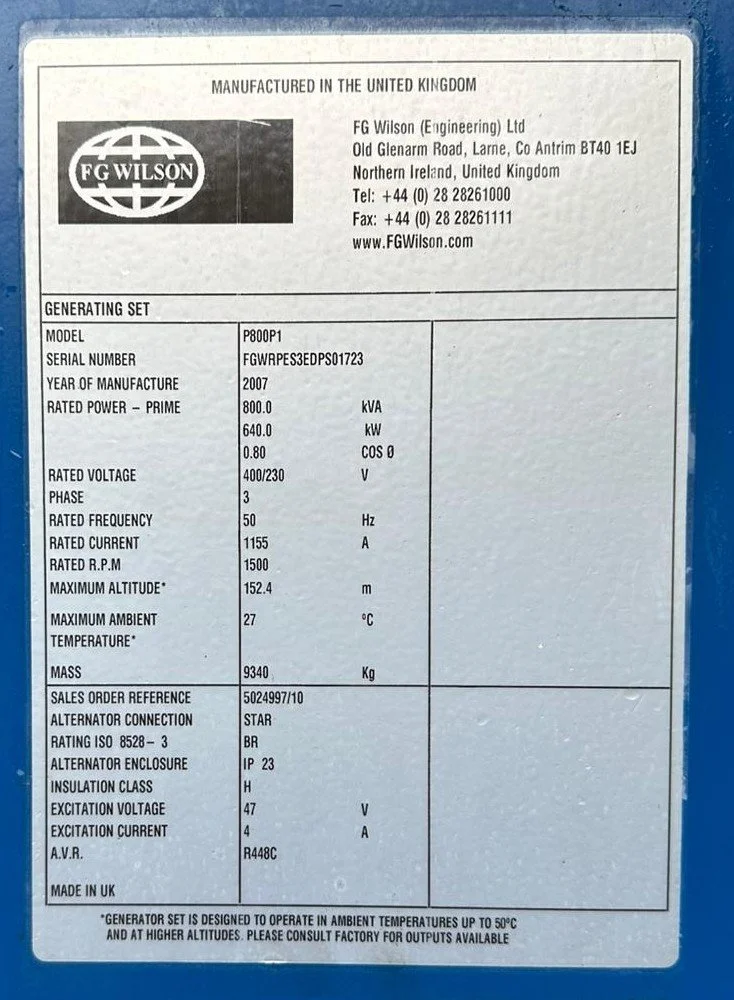 MANUFACTURED IN THE UNITED KINGDOM
FG WILSON
FG Wilson (Engineering) Ltd
Old Glenarm Road, Larne, Co Antrim BT40 1EJ
Northern Ireland, United Kingdom
Tel: +44 (0) 28 28261000
Fax: +44 (0) 28 28261111
www.FGWilson.com
GENERATING SET
MODEL P800P1
SERIAL NUMBER FGWRPES3EDPS01723
YEAR OF MANUFACTURE 2007
RATED POWER – PRIME 800.0 kVA
640.0 kW
0.80 COS Ø
RATED VOLTAGE 400/230 V
PHASE 3
RATED FREQUENCY 50 Hz
RATED CURRENT 1155 A
RATED R.P.M 1500
MAXIMUM ALTITUDE* 152.4 m
MAXIMUM AMBIENT 27 ºC
TEMPERATURE*
MASS 9340 Kg
SALES ORDER REFERENCE 5024997/10
ALTERNATOR CONNECTION STAR
RATING ISO 8528– 3 BR
ALTERNATOR ENCLOSURE IP 23
INSULATION CLASS H
EXCITATION VOLTAGE 47 V
EXCITATION CURRENT 4 A
A.V.R. R448C
MADE IN UK
*GENERATOR SET IS DESIGNED TO OPERATE IN AMBIENT TEMPERATURES UP TO 50ºC
AND AT HIGHER ALTITUDES. PLEASE CONSULT FACTORY FOR OUTPUTS AVAILABLE